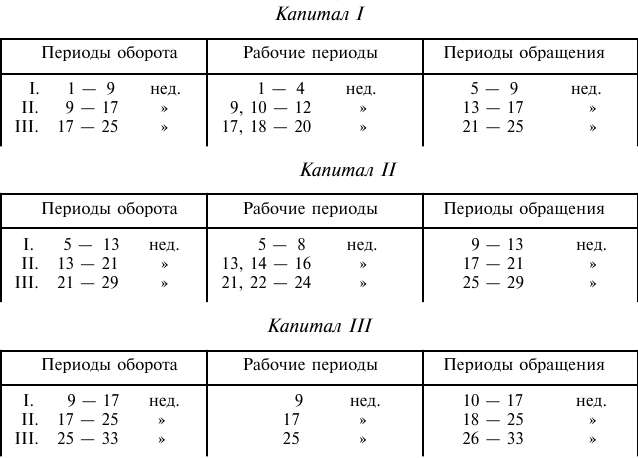 Капитал I
Периоды оборота Рабочие периоды Периоды обращения
I. 1 — 9 нед. 1 — 4 нед. 5 — 9 нед.
II. 9 — 17 » 9, 10 — 12 » 13 — 17 »
III. 17 — 25 » 17, 18 — 20 » 21 — 25 »
Капитал II
Периоды оборота Рабочие периоды Периоды обращения
I. 5 — 13 нед. 5 — 8 нед. 9 — 13 нед.
II. 13 — 21 » 13, 14 — 16 » 17 — 21 »
III. 21 — 29 » 21, 22 — 24 » 25 — 29 »
Капитал III
Периоды оборота Рабочие периоды Периоды обращения
I. 9 — 17 нед. 9 нед. 10 — 17 нед.
II. 17 — 25 » 17 » 18 — 25 »
III. 25 — 33 » 25 » 26 — 33 »